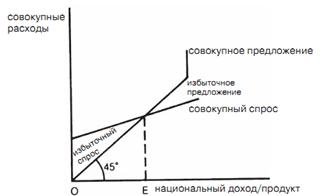 совокупные
расходы
совокупное предложение
избыточное
предложение
совокупный спрос
избыточный
спрос
45°
O
E
национальный доход/продукт